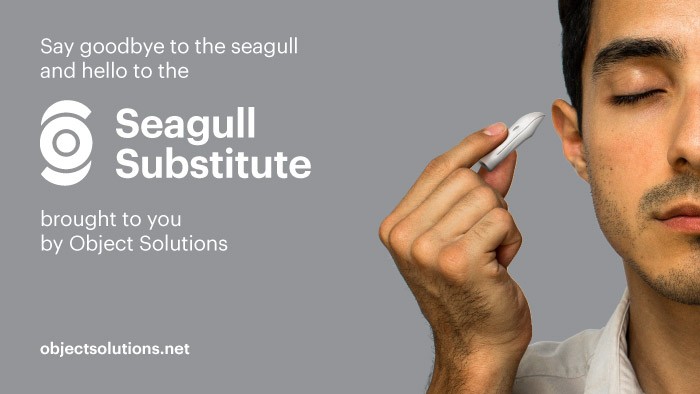 Say goodbye to the seagull
and hello to the
Seagull
Substitute
brought to you
by Object Solutions
objectsolutions.net